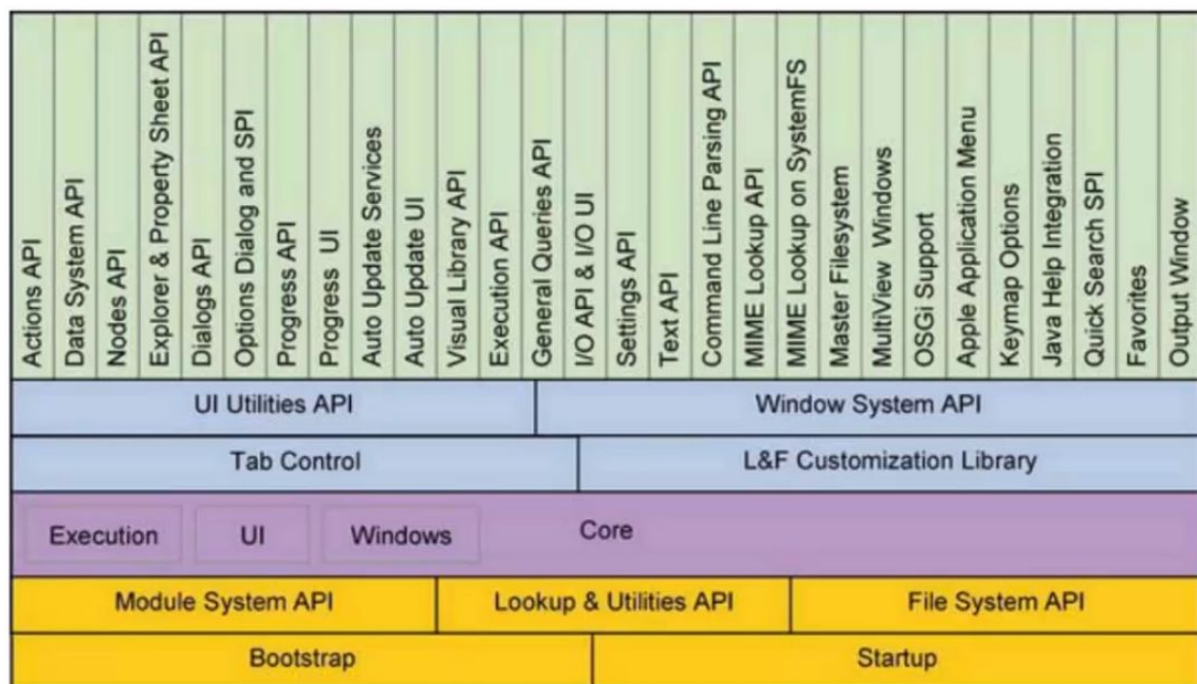 Actions API
Data System API
Nodes API
Explorer & Property Sheet API
Dialogs API
Options Dialog and SPI
Progress API
Progress UI
Auto Update Services
Auto Update UI
Visual Library API
Execution API
General Queries API
I/O API & I/O UI
Settings API
Text API
Command Line Parsing API
MIME Lookup API
MIME Lookup on SystemFS
Master Filesystem
MultiView Windows
OSGi Support
Apple Application Menu
Keymap Options
Java Help Integration
Quick Search SPI
Favorites
Output Window
UI Utilities API
Window System API
Tab Control
L&F Customization Library
Execution
UI
Windows
Core
Module System API
Lookup & Utilities API
File System API
Bootstrap
Startup